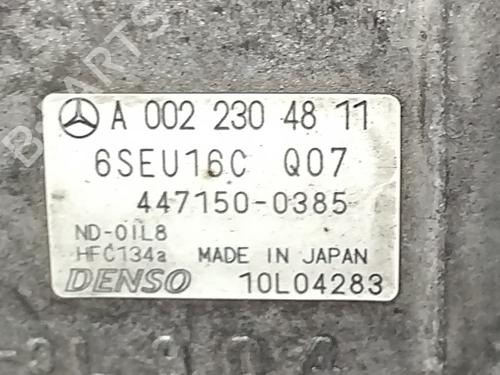 A 002 230 48 11
6SEU16C Q07
447150-0385
ND-OIL8
HFC134a MADE IN JAPAN
DENSO 10L04283